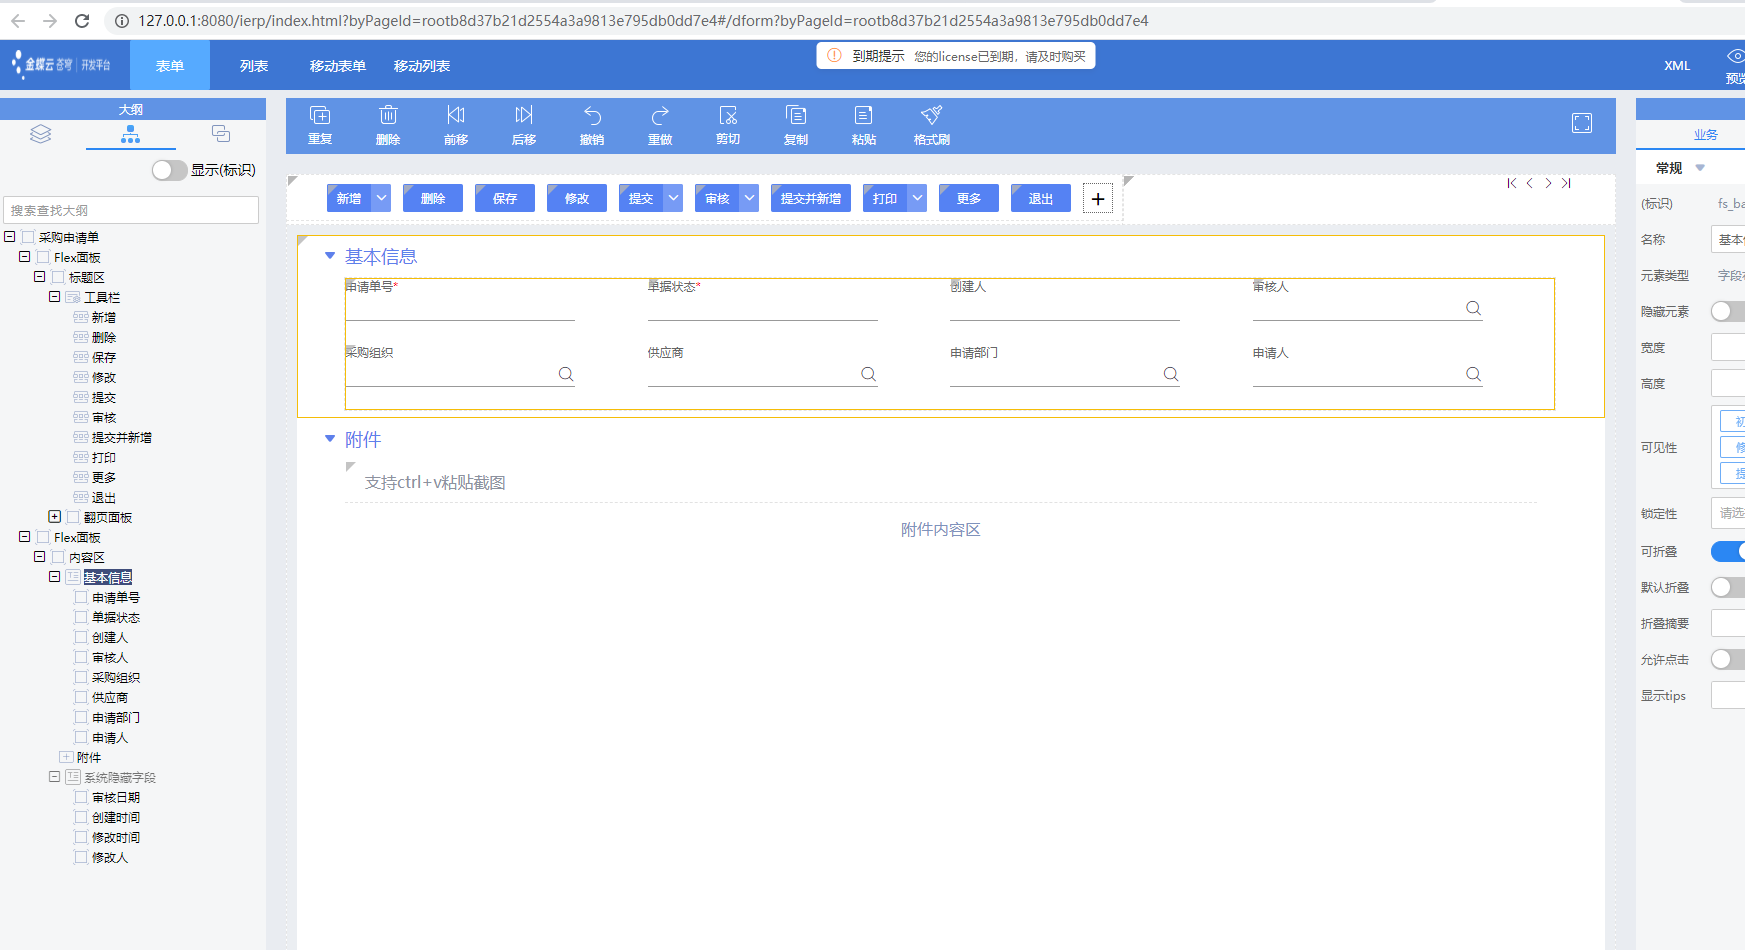 127.0.0.1:8080/ierp/index.html?byPageId=rootb8d37b21d2554a3a9813e795db0dd7e4#/dform?byPageId=rootb8d37b21d2554a3a9813e795db0dd7e4
金蝶云 苍穹 | 开发平台
表单
列表
移动表单
移动列表
到期提示 您的license已到期，请及时购买
XML
预览
大纲
显示(标识)
搜索查找大纲
采购申请单
Flex面板
标题区
工具栏
新增
删除
保存
修改
提交
审核
提交并新增
打印
更多
退出
翻页面板
Flex面板
内容区
基本信息
申请单号
单据状态
创建人
审核人
采购组织
供应商
申请部门
申请人
附件
系统隐藏字段
审核日期
创建时间
修改时间
修改人
重复
删除
前移
后移
撤销
重做
剪切
复制
粘贴
格式刷
新增
删除
保存
修改
提交
审核
提交并新增
打印
更多
退出
基本信息
申请单号*
单据状态*
创建人
审核人
采购组织
供应商
申请部门
申请人
附件
支持ctrl+v粘贴截图
附件内容区
业务
常规
(标识) fs_ba
名称 基本
元素类型 字段
隐藏元素
宽度
高度
可见性
初
修
提
锁定性 请选
可折叠
默认折叠
折叠摘要
允许点击
显示tips